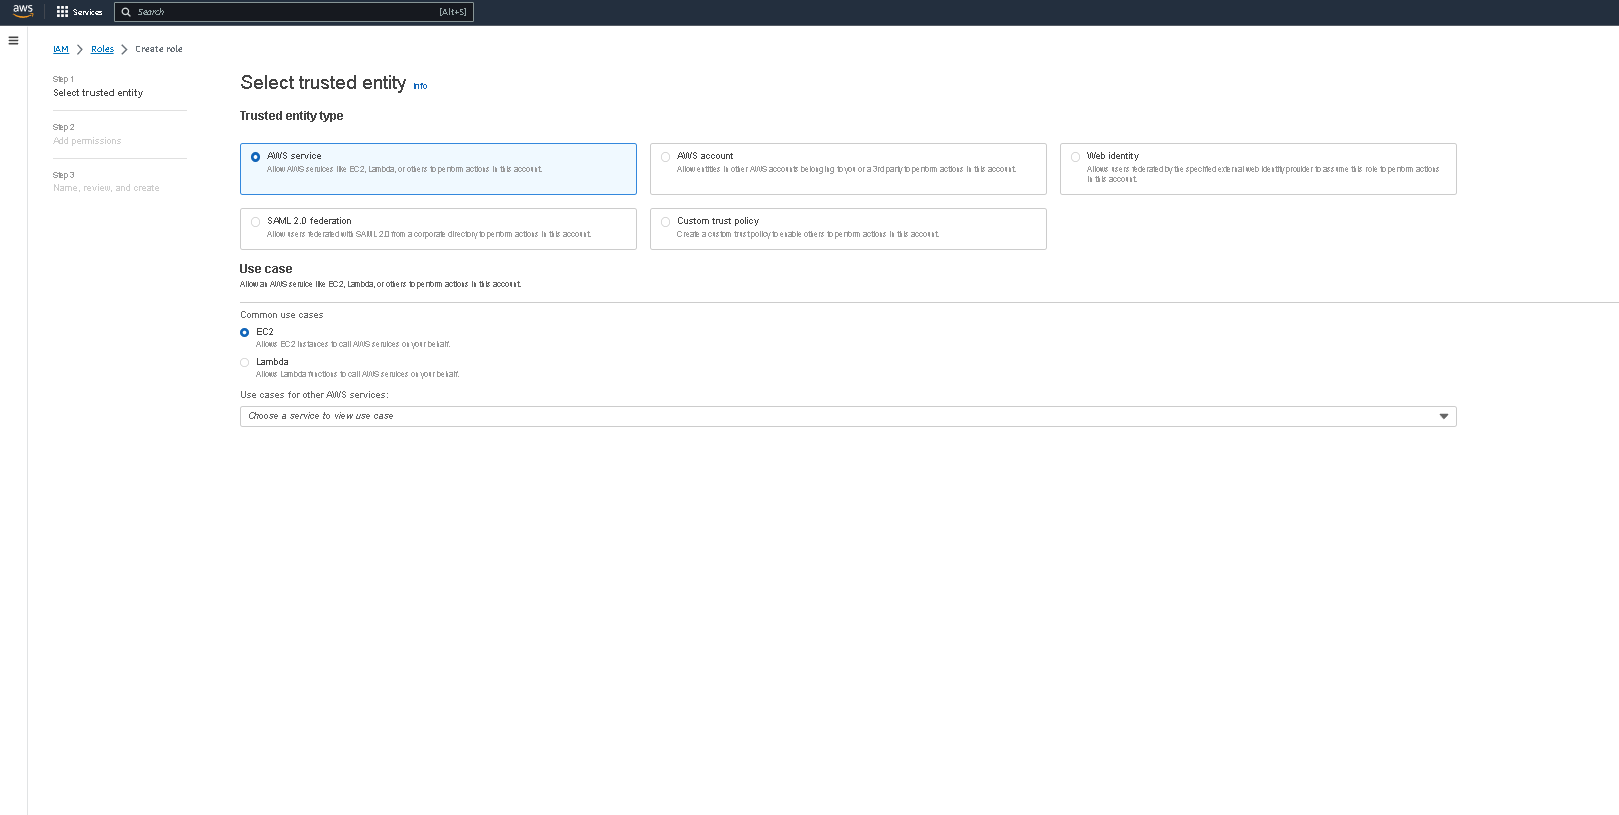 aws
Services
Search
[Alt+S]
IAM
Roles
Create role
Step 1
Select trusted entity
Step 2
Add permissions
Step 3
Name, review, and create
Select trusted entity Info
Trusted entity type
AWS service
Allow AWS services like EC2, Lambda, or others to perform actions in this account.
AWS account
Allow entities in other AWS accounts belonging to you or a 3rd party to perform actions in this account.
Web identity
Allows users federated by the specified external web identity provider to assume this role to perform actions
in this account.
SAML 2.0 federation
Allow users federated with SAML 2.0 from a corporate directory to perform actions in this account.
Custom trust policy
Create a custom trust policy to enable others to perform actions in this account.
Use case
Allow an AWS service like EC2, Lambda, or others to perform actions in this account.
Common use cases
EC2
Allows EC2 instances to call AWS services on your behalf.
Lambda
Allows Lambda functions to call AWS services on your behalf.
Use cases for other AWS services:
Choose a service to view use case